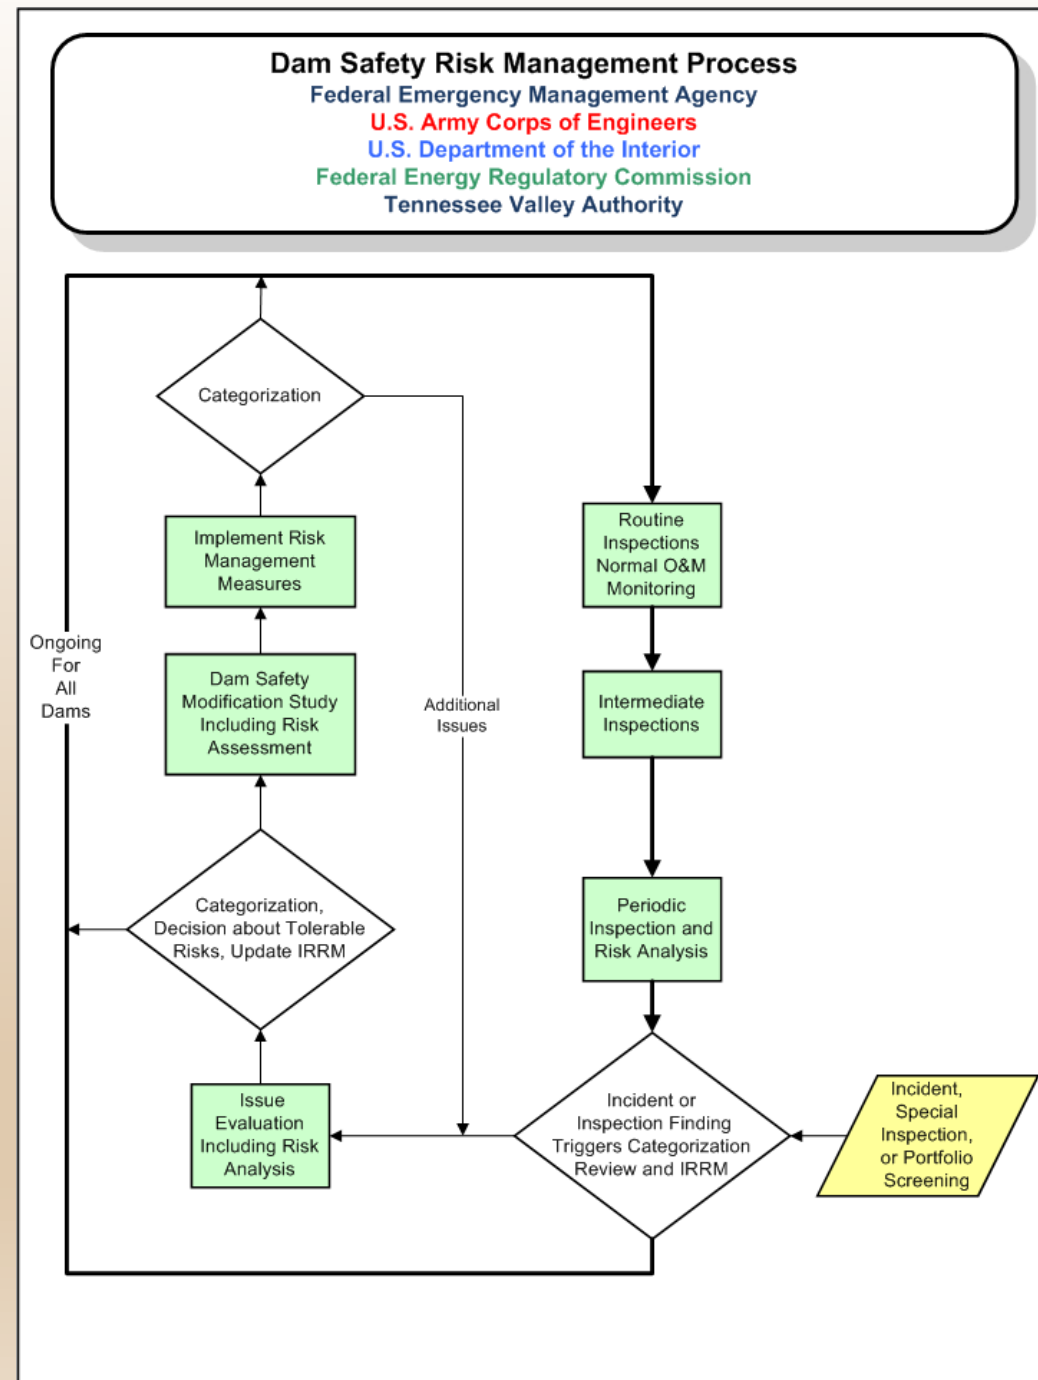 Dam Safety Risk Management Process
Federal Emergency Management Agency
U.S. Army Corps of Engineers
U.S. Department of the Interior
Federal Energy Regulatory Commission
Tennessee Valley Authority
Categorization
Implement Risk
Management
Measures
Ongoing
For
All
Dams
Dam Safety
Modification Study
Including Risk
Assessment
Additional
Issues
Categorization,
Decision about Tolerable
Risks, Update IRRM
Issue
Evaluation
Including Risk
Analysis
Routine
Inspections
Normal O&M
Monitoring
Intermediate
Inspections
Periodic
Inspection and
Risk Analysis
Incident or
Inspection Finding
Triggers Categorization
Review and IRRM
Incident,
Special
Inspection,
or Portfolio
Screening